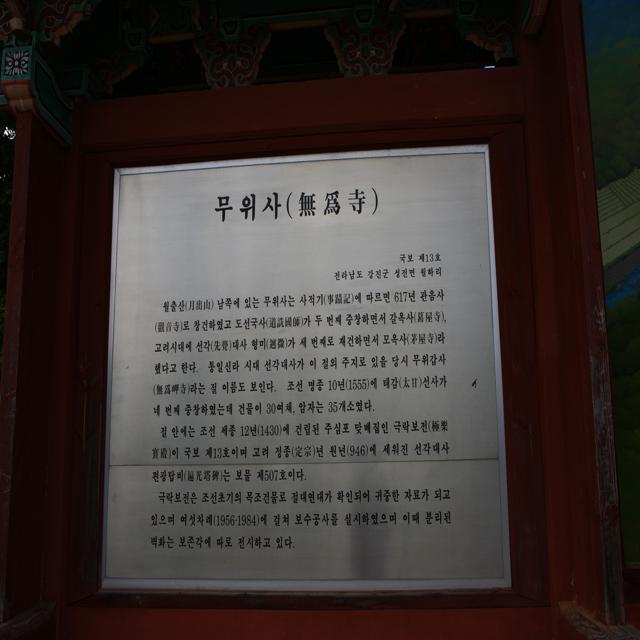 무위사(無爲寺)
국보 제13호
전라남도 강진군 성전면 월하리
월출산(月出山) 남쪽에 있는 무위사는 사적기(事蹟記)에 따르면 617년 관음사
(觀音寺)로 창건하였고 도선국사(道詵國師)가 두 번째 중창하면서 갈옥사(葛屋寺),
고려시대에 선각(先覺)대사 형미(逈微)가 세 번째로 재건하면서 모옥사(茅屋寺)라
했다고 한다. 통일신라 시대 선각대사가 이 절의 주지로 있을 당시 무위갑사
(無爲岬寺)라는 절 이름도 보인다. 조선 명종 10년(1555)에 태감(太甘)선사가
네 번째 중창하였는데 건물이 30여채, 암자는 35개소였다.
절 안에는 조선 세종 12년(1430)에 건립된 주심포 맞배집인 극락보전(極樂
寶殿)이 국보 제13호이며 고려 정종(定宗)년 원년(946)에 세워진 선각대사
편광탑비(遍光塔碑)는 보물 제507호이다.
극락보전은 조선초기의 목조건물로 절대연대가 확인되어 귀중한 자료가 되고
있으며 여섯차례(1956-1984)에 걸쳐 보수공사를 실시하였으며 이때 분리된
벽화는 보존각에 따로 전시하고 있다.